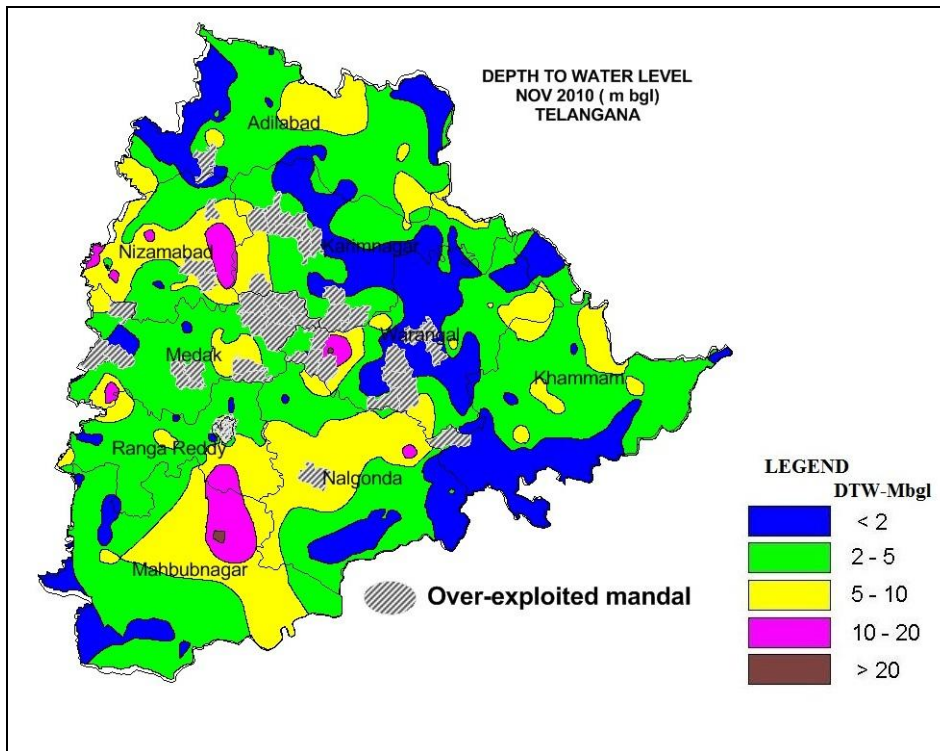 DEPTH TO WATER LEVEL
NOV 2010 ( m bgl)
TELANGANA
Adilabad
Nizamabad
Karimnagar
Warangal
Medak
Khammam
Ranga Reddy
Nalgonda
Mahbubnagar
Over-exploited mandal
LEGEND
DTW-Mbgl
< 2
2 - 5
5 - 10
10 - 20
> 20